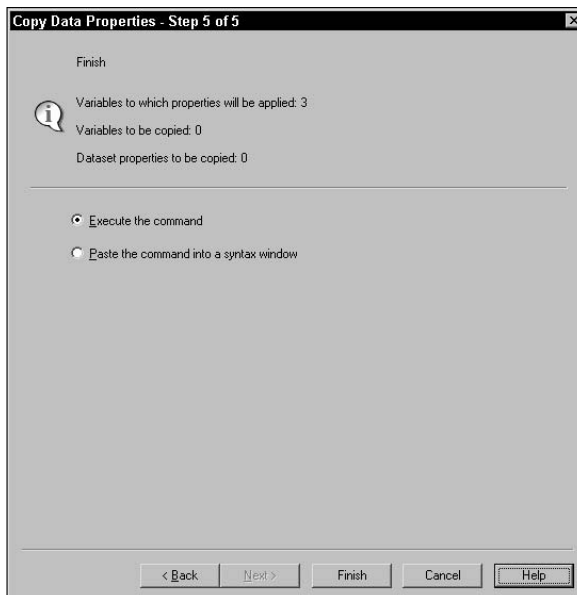 Copy Data Properties - Step 5 of 5
Finish
Variables to which properties will be applied: 3
Variables to be copied: 0
Dataset properties to be copied: 0
Execute the command
Paste the command into a syntax window
< Back Next > Finish Cancel Help